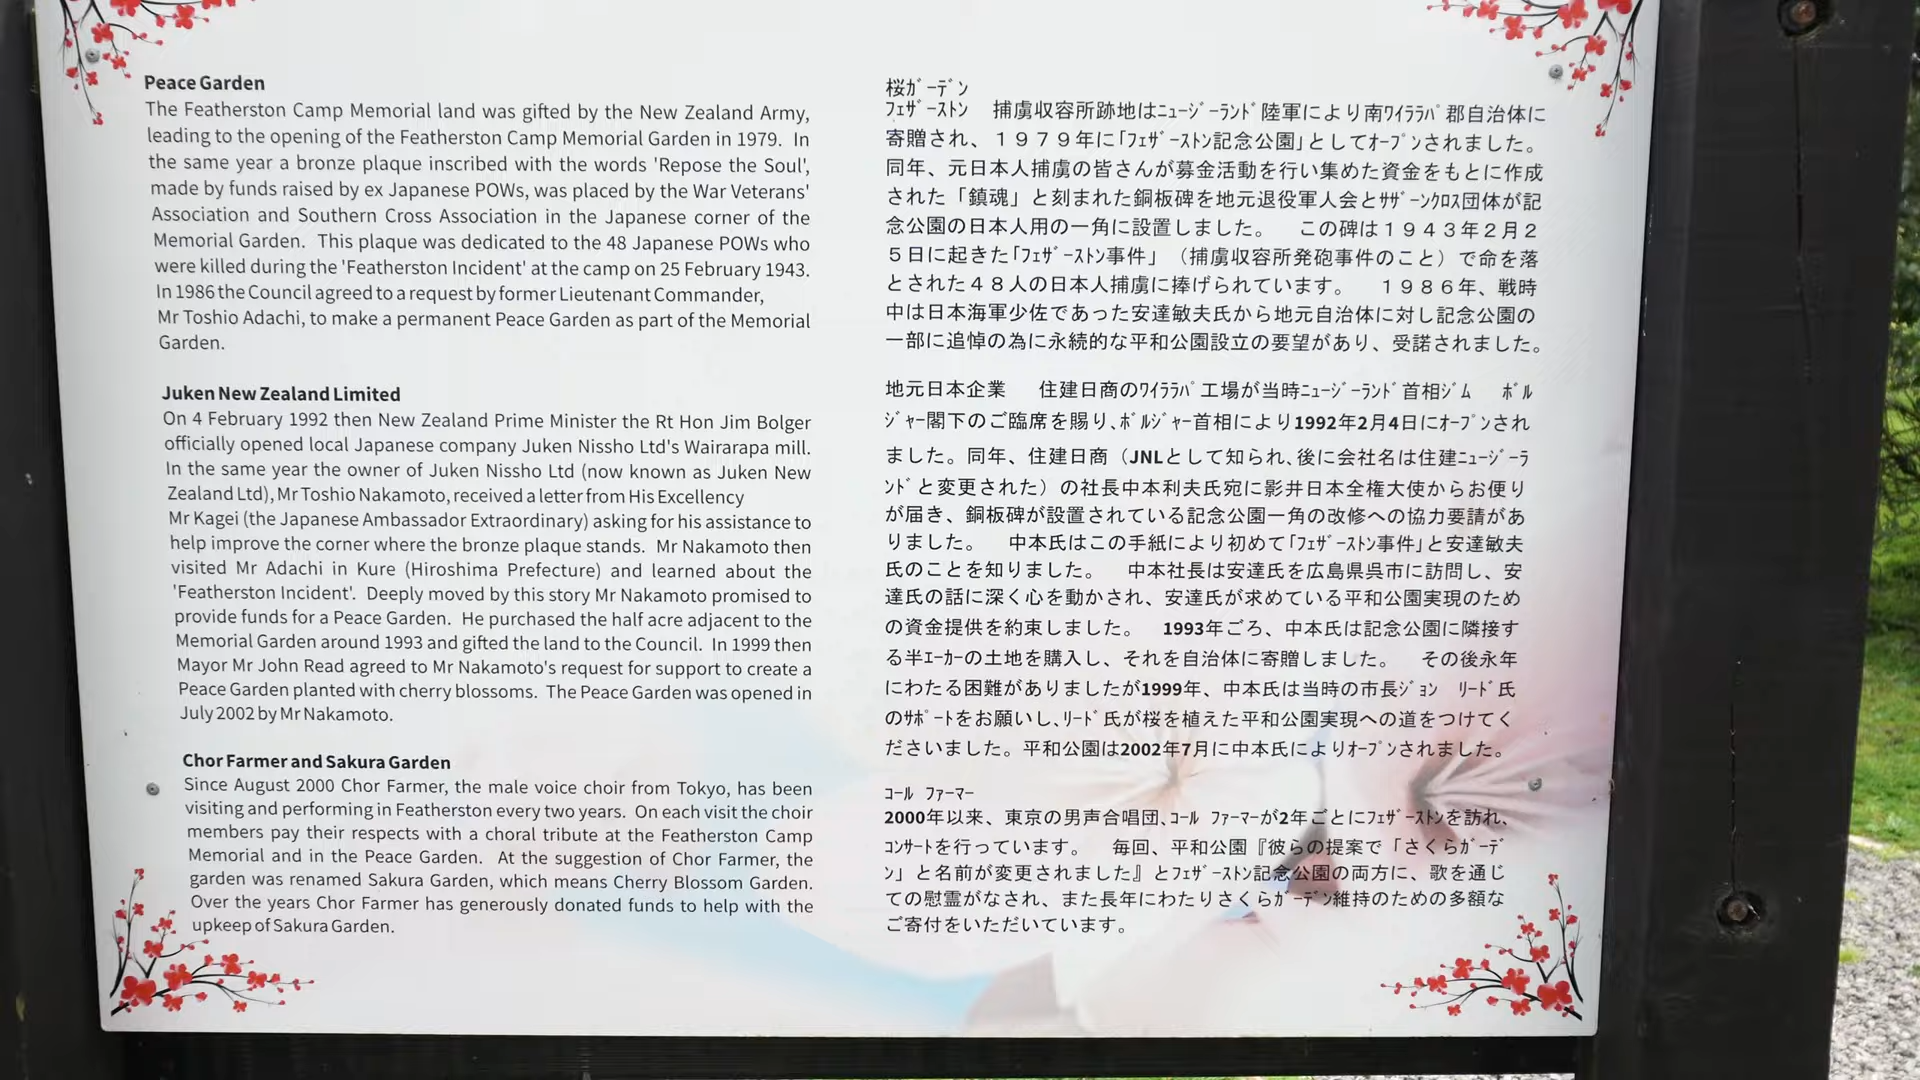 Peace Garden
The Featherston Camp Memorial land was gifted by the New Zealand Army,
leading to the opening of the Featherston Camp Memorial Garden in 1979. In
the same year a bronze plaque inscribed with the words 'Repose the Soul',
made by funds raised by ex Japanese POWs, was placed by the War Veterans'
Association and Southern Cross Association in the Japanese corner of the
Memorial Garden. This plaque was dedicated to the 48 Japanese POWs who
were killed during the 'Featherston Incident' at the camp on 25 February 1943.
In 1986 the Council agreed to a request by former Lieutenant Commander,
Mr Toshio Adachi, to make a permanent Peace Garden as part of the Memorial
Garden.
Juken New Zealand Limited
On 4 February 1992 then New Zealand Prime Minister the Rt Hon Jim Bolger
officially opened local Japanese company Juken Nissho Ltd's Wairarapa mill.
In the same year the owner of Juken Nissho Ltd (now known as Juken New
Zealand Ltd), Mr Toshio Nakamoto, received a letter from His Excellency
Mr Kagei (the Japanese Ambassador Extraordinary) asking for his assistance to
help improve the corner where the bronze plaque stands. Mr Nakamoto then
visited Mr Adachi in Kure (Hiroshima Prefecture) and learned about the
'Featherston Incident'. Deeply moved by this story Mr Nakamoto promised to
provide funds for a Peace Garden. He purchased the half acre adjacent to the
Memorial Garden around 1993 and gifted the land to the Council. In 1999 then
Mayor Mr John Read agreed to Mr Nakamoto's request for support to create a
Peace Garden planted with cherry blossoms. The Peace Garden was opened in
July 2002 by Mr Nakamoto.
Chor Farmer and Sakura Garden
Since August 2000 Chor Farmer, the male voice choir from Tokyo, has been
visiting and performing in Featherston every two years. On each visit the choir
members pay their respects with a choral tribute at the Featherston Camp
Memorial and in the Peace Garden. At the suggestion of Chor Farmer, the
garden was renamed Sakura Garden, which means Cherry Blossom Garden.
Over the years Chor Farmer has generously donated funds to help with the
upkeep of Sakura Garden.
桜ｶﾞｰﾃﾞﾝ
ﾌｪｻﾞｰｽﾄﾝ　捕虜収容所跡地はﾆｭｰｼﾞｰﾗﾝﾄﾞ陸軍により南ﾜｲﾗﾗﾊﾟ郡自治体に
寄贈され、１９７９年に｢ﾌｪｻﾞｰｽﾄﾝ記念公園｣としてｵｰﾌﾟﾝされました。
同年、元日本人捕虜の皆さんが募金活動を行い集めた資金をもとに作成
された「鎮魂」と刻まれた銅板碑を地元退役軍人会とｻｻﾞｰﾝｸﾛｽ団体が記
念公園の日本人用の一角に設置しました。　この碑は１９４３年２月２
５日に起きた｢ﾌｪｻﾞｰｽﾄﾝ事件」（捕虜収容所発砲事件のこと）で命を落
とされた４８人の日本人捕虜に捧げられています。　１９８６年、戦時
中は日本海軍少佐であった安達敏夫氏から地元自治体に対し記念公園の
一部に追悼の為に永続的な平和公園設立の要望があり、受諾されました。
地元日本企業　住建日商のﾜｲﾗﾗﾊﾟ工場が当時ﾆｭｰｼﾞｰﾗﾝﾄﾞ首相ｼﾞﾑ　ﾎﾞﾙ
ｼﾞｬｰ閣下のご臨席を賜り､ﾎﾞﾙｼﾞｬｰ首相により1992年2月4日にｵｰﾌﾟﾝされ
ました。同年、住建日商（JNLとして知られ､後に会社名は住建ﾆｭｰｼﾞｰﾗ
ﾝﾄﾞと変更された）の社長中本利夫氏宛に影井日本全権大使からお便り
が届き、銅板碑が設置されている記念公園一角の改修への協力要請があ
りました。　中本氏はこの手紙により初めて｢ﾌｪｻﾞｰｽﾄﾝ事件｣と安達敏夫
氏のことを知りました。　中本社長は安達氏を広島県呉市に訪問し、安
達氏の話に深く心を動かされ、安達氏が求めている平和公園実現のため
の資金提供を約束しました。　1993年ごろ、中本氏は記念公園に隣接す
る半ｴｰｶｰの土地を購入し、それを自治体に寄贈しました。　その後永年
にわたる困難がありましたが1999年、中本氏は当時の市長ｼﾞｮﾝ　ﾘｰﾄﾞ氏
のｻﾎﾟｰﾄをお願いし､ﾘｰﾄﾞ氏が桜を植えた平和公園実現への道をつけてく
ださいました。平和公園は2002年7月に中本氏によりｵｰﾌﾟﾝされました。
ｺｰﾙ ﾌｧｰﾏｰ
2000年以来、東京の男声合唱団､ｺｰﾙ ﾌｧｰﾏｰが2年ごとにﾌｪｻﾞｰｽﾄﾝを訪れ､
ｺﾝｻｰﾄを行っています。　毎回、平和公園『彼らの提案で「さくらｶﾞｰﾃﾞ
ﾝ」と名前が変更されました』とﾌｪｻﾞｰｽﾄﾝ記念公園の両方に、歌を通じ
ての慰霊がなされ、また長年にわたりさくらｶﾞｰﾃﾞﾝ維持のための多額な
ご寄付をいただいています。